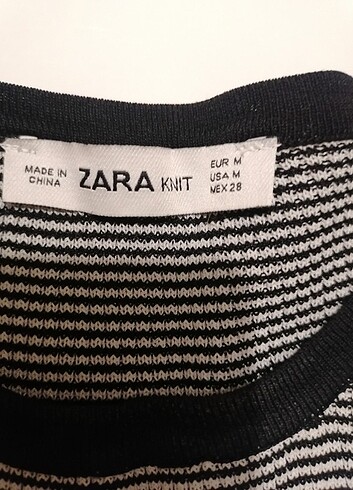 MADE IN
CHINA
ZARA KNIT
EUR M
USA M
MEX 28